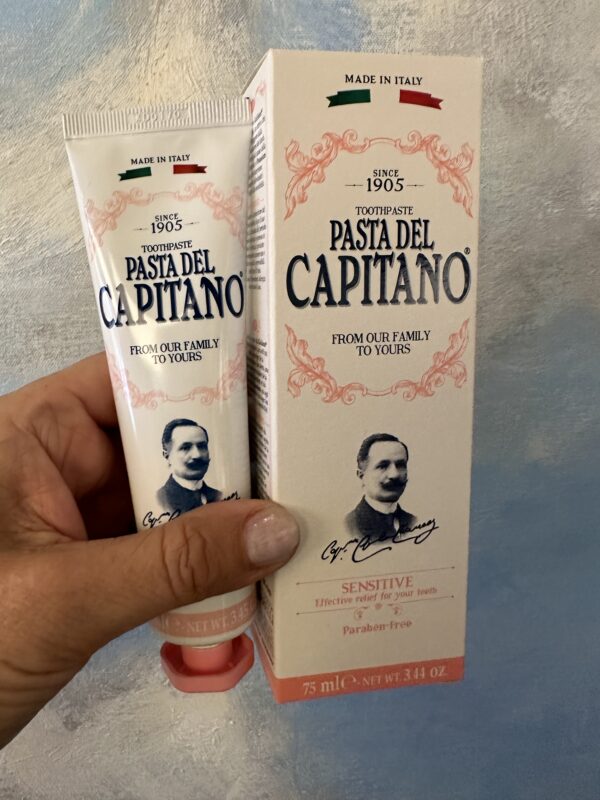 MADE IN ITALY
SINCE
1905
TOOTHPASTE
PASTA DEL
CAPITANO
FROM OUR FAMILY
TO YOURS
NET WT.
MADE IN ITALY
SINCE
1905
TOOTHPASTE
PASTA DEL
CAPITANO®
FROM OUR FAMILY
TO YOURS
SENSITIVE
Effective relief for your teeth
Paraben-Free
75 ml ℮ - NET WT. 3.44 OZ